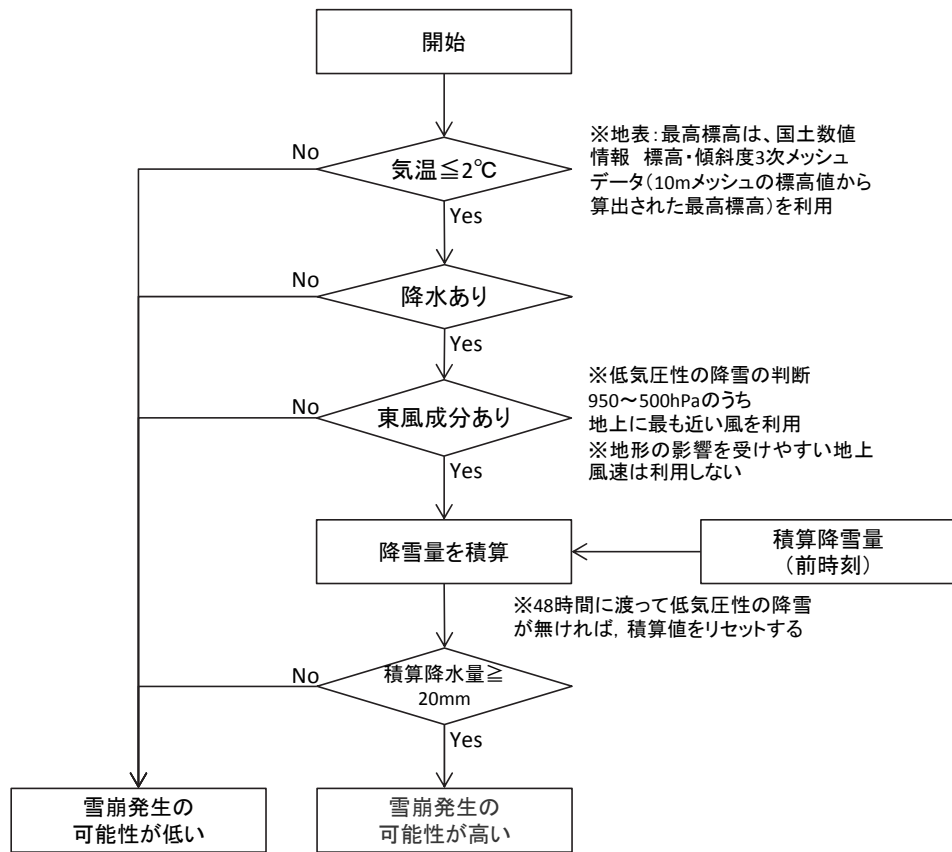 開始
※地表：最高標高は、国土数値
情報　標高・傾斜度3次メッシュ
データ（10mメッシュの標高値から
算出された最高標高）を利用
No
気温≦2℃
Yes
No
降水あり
Yes
※低気圧性の降雪の判断
950～500hPaのうち
地上に最も近い風を利用
※地形の影響を受けやすい地上
風速は利用しない
No
東風成分あり
Yes
降雪量を積算
積算降雪量
（前時刻）
※48時間に渡って低気圧性の降雪
が無ければ，積算値をリセットする
No
積算降水量≧
20mm
Yes
雪崩発生の
可能性が低い
雪崩発生の
可能性が高い